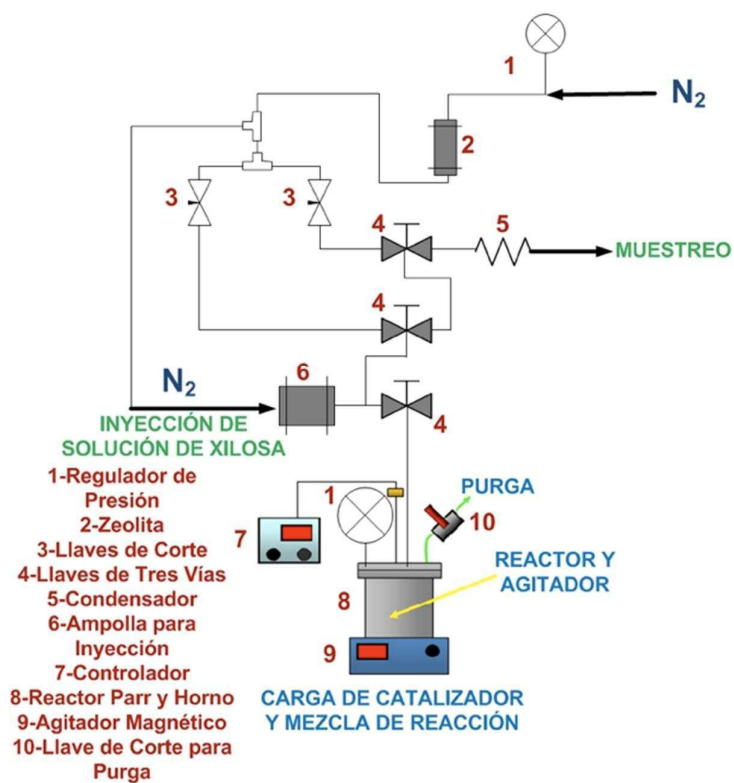 1
N₂
2
3
3
4
5
MUESTREO
4
6
N₂
4
INYECCIÓN DE
SOLUCIÓN DE XILOSA
1-Regulador de
Presión
2-Zeolita
3-Llaves de Corte
4-Llaves de Tres Vías
5-Condensador
6-Ampolla para
Inyección
7-Controlador
8-Reactor Parr y Horno
9-Agitador Magnético
10-Llave de Corte para
Purga
1
PURGA
10
7
REACTOR Y
AGITADOR
8
9
CARGA DE CATALIZADOR
Y MEZCLA DE REACCIÓN